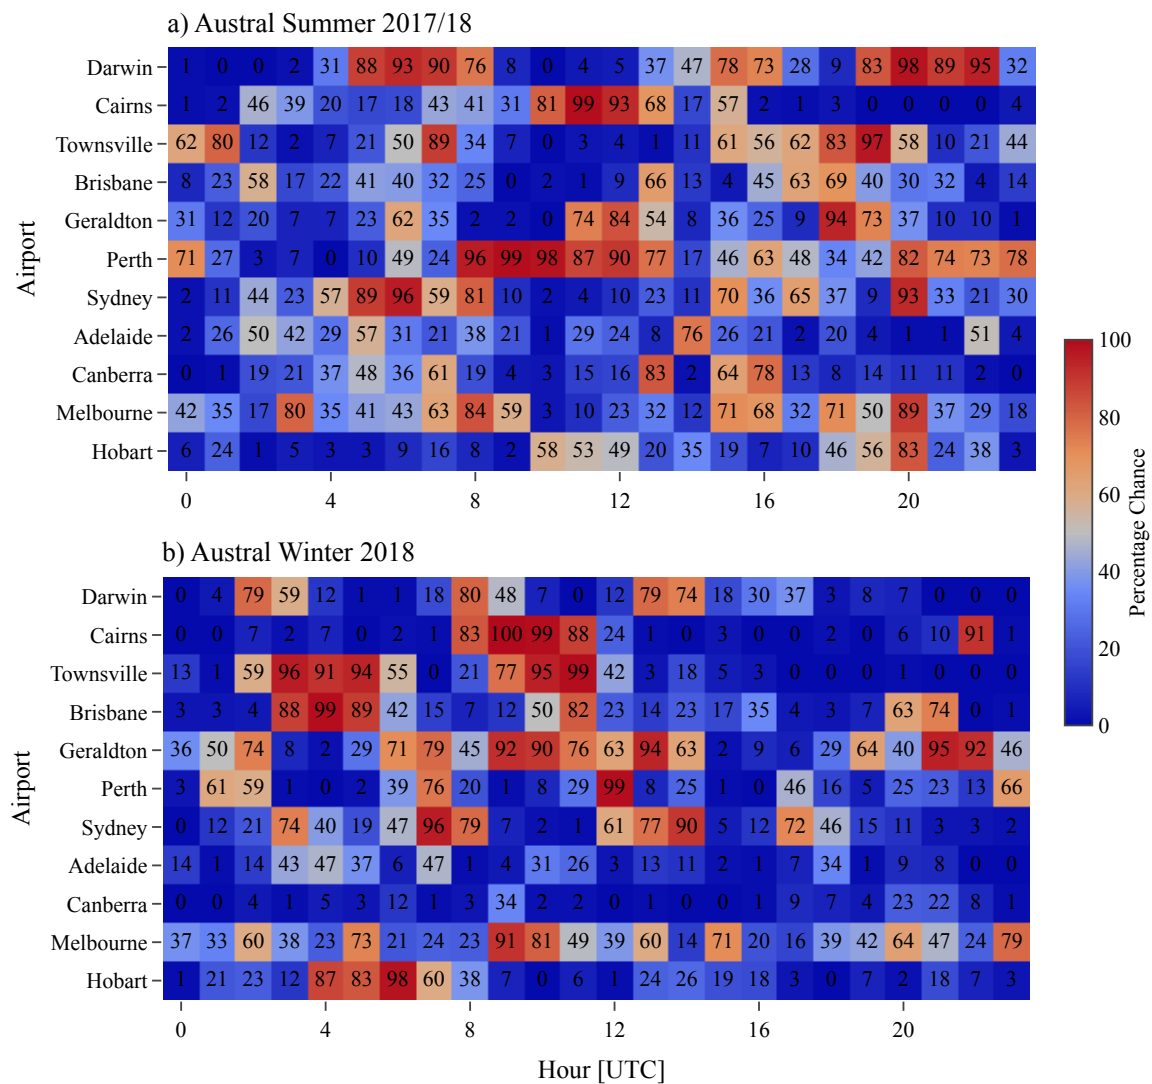 a) Austral Summer 2017/18
Darwin 1 0 0 2 31 88 93 90 76 8 0 4 5 37 47 78 73 28 9 83 98 89 95 32
Cairns 1 2 46 39 20 17 18 43 41 31 81 99 93 68 17 57 2 1 3 0 0 0 0 4
Townsville 62 80 12 2 7 21 50 89 34 7 0 3 4 1 11 61 56 62 83 97 58 10 21 44
Brisbane 8 23 58 17 22 41 40 32 25 0 2 1 9 66 13 4 45 63 69 40 30 32 4 14
Geraldton 31 12 20 7 7 23 62 35 2 2 0 74 84 54 8 36 25 9 94 73 37 10 10 1
Perth 71 27 3 7 0 10 49 24 96 99 98 87 90 77 17 46 63 48 34 42 82 74 73 78
Sydney 2 11 44 23 57 89 96 59 81 10 2 4 10 23 11 70 36 65 37 9 93 33 21 30
Adelaide 2 26 50 42 29 57 31 21 38 21 1 29 24 8 76 26 21 2 20 4 1 1 51 4
Canberra 0 1 19 21 37 48 36 61 19 4 3 15 16 83 2 64 78 13 8 14 11 11 2 0
Melbourne 42 35 17 80 35 41 43 63 84 59 3 10 23 32 12 71 68 32 71 50 89 37 29 18
Hobart 6 24 1 5 3 3 9 16 8 2 58 53 49 20 35 19 7 10 46 56 83 24 38 3
0 4 8 12 16 20
Airport
b) Austral Winter 2018
Darwin 0 4 79 59 12 1 1 18 80 48 7 0 12 79 74 18 30 37 3 8 7 0 0 0
Cairns 0 0 7 2 7 0 2 1 83 100 99 88 24 1 0 3 0 0 2 0 6 10 91 1
Townsville 13 1 59 96 91 94 55 0 21 77 95 99 42 3 18 5 3 0 0 0 1 0 0 0
Brisbane 3 3 4 88 99 89 42 15 7 12 50 82 23 14 23 17 35 4 3 7 63 74 0 1
Geraldton 36 50 74 8 2 29 71 79 45 92 90 76 63 94 63 2 9 6 29 64 40 95 92 46
Perth 3 61 59 1 0 2 39 76 20 1 8 29 99 8 25 1 0 46 16 5 25 23 13 66
Sydney 0 12 21 74 40 19 47 96 79 7 2 1 61 77 90 5 12 72 46 15 11 3 3 2
Adelaide 14 1 14 43 47 37 6 47 1 4 31 26 3 13 11 2 1 7 34 1 9 8 0 0
Canberra 0 0 4 1 5 3 12 1 3 34 2 2 0 1 0 0 1 9 7 4 23 22 8 1
Melbourne 37 33 60 38 23 73 21 24 23 91 81 49 39 60 14 71 20 16 39 42 64 47 24 79
Hobart 1 21 23 12 87 83 98 60 38 7 0 6 1 24 26 19 18 3 0 7 2 18 7 3
0 4 8 12 16 20
Airport
Hour [UTC]
100
80
60
40
20
0
Percentage Chance